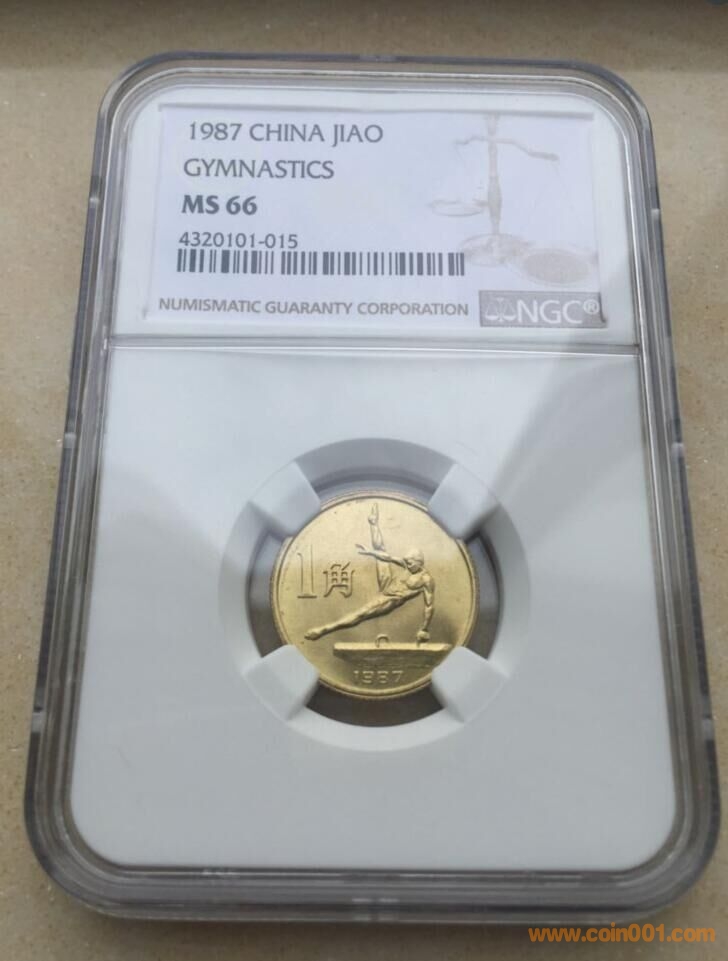 1987 CHINA JIAO
GYMNASTICS
MS 66
4320101-015
NUMISMATIC GUARANTY CORPORATION
NGC®
1角
1987
www.coin001.com